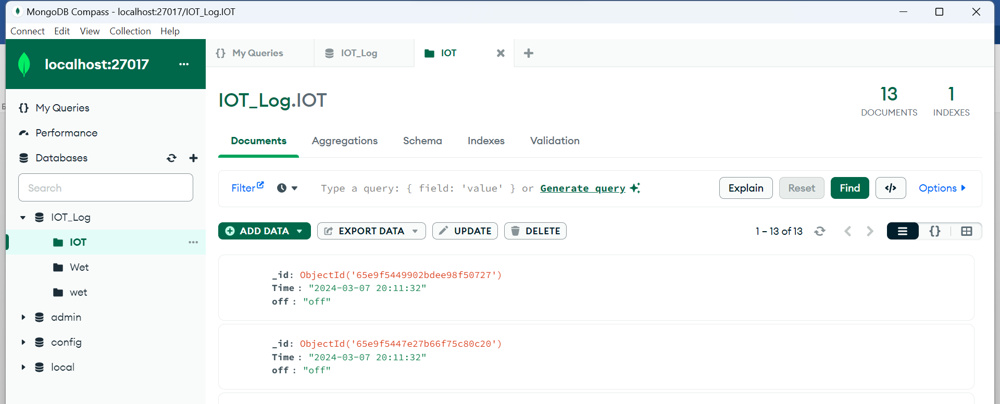 MongoDB Compass - localhost:27017/IOT_Log.IOT
Connect Edit View Collection Help
localhost:27017 ...
My Queries
Performance
Databases
Search
IOT_Log
IOT
Wet
wet
admin
config
local
{} My Queries IOT_Log IOT
IOT_Log.IOT
13
DOCUMENTS
1
INDEXES
Documents Aggregations Schema Indexes Validation
Filter Type a query: { field: 'value' } or Generate query Explain Reset Find </> Options
ADD DATA EXPORT DATA UPDATE DELETE 1 – 13 of 13 {}
_id: ObjectId('65e9f5449902bdee98f50727')
Time : "2024-03-07 20:11:32"
off : "off"
_id: ObjectId('65e9f5447e27b66f75c80c20')
Time : "2024-03-07 20:11:32"
off : "off"